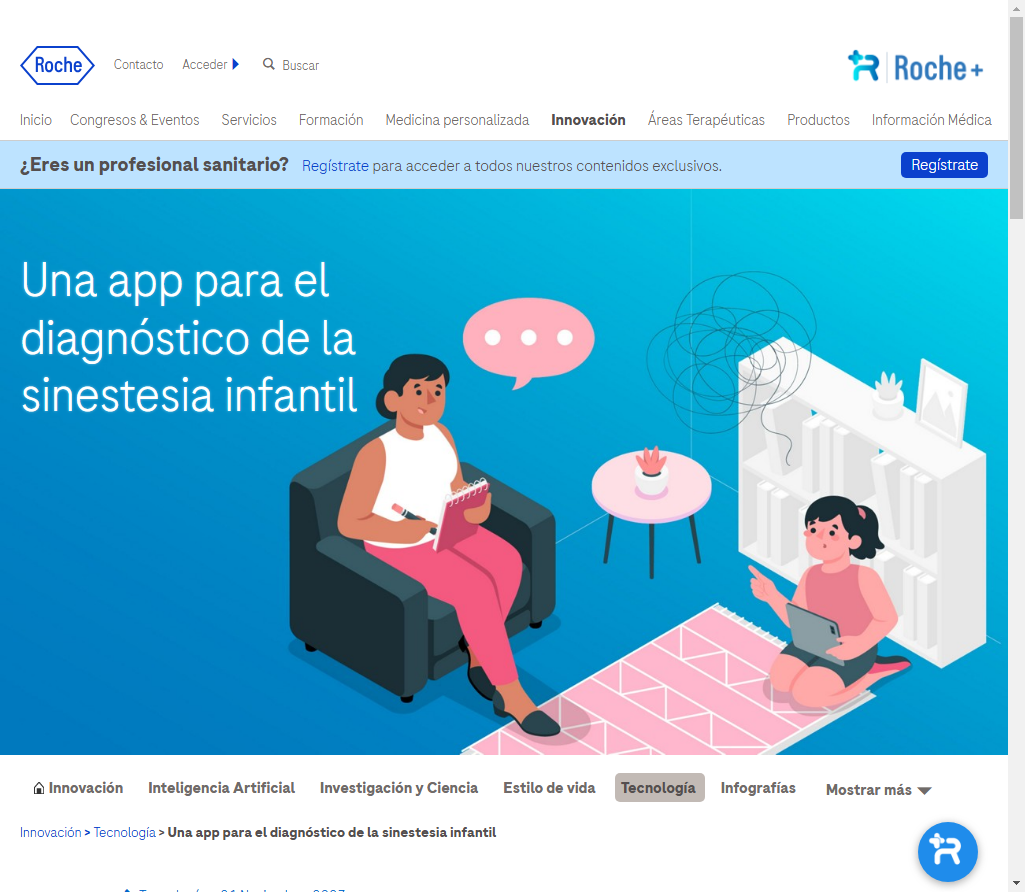 Roche
Contacto
Acceder
Buscar
Roche+
Inicio
Congresos & Eventos
Servicios
Formación
Medicina personalizada
Innovación
Áreas Terapéuticas
Productos
Información Médica
¿Eres un profesional sanitario? Regístrate para acceder a todos nuestros contenidos exclusivos.
Regístrate
Una app para el
diagnóstico de la
sinestesia infantil
Innovación
Inteligencia Artificial
Investigación y Ciencia
Estilo de vida
Tecnología
Infografías
Mostrar más
Innovación > Tecnología > Una app para el diagnóstico de la sinestesia infantil